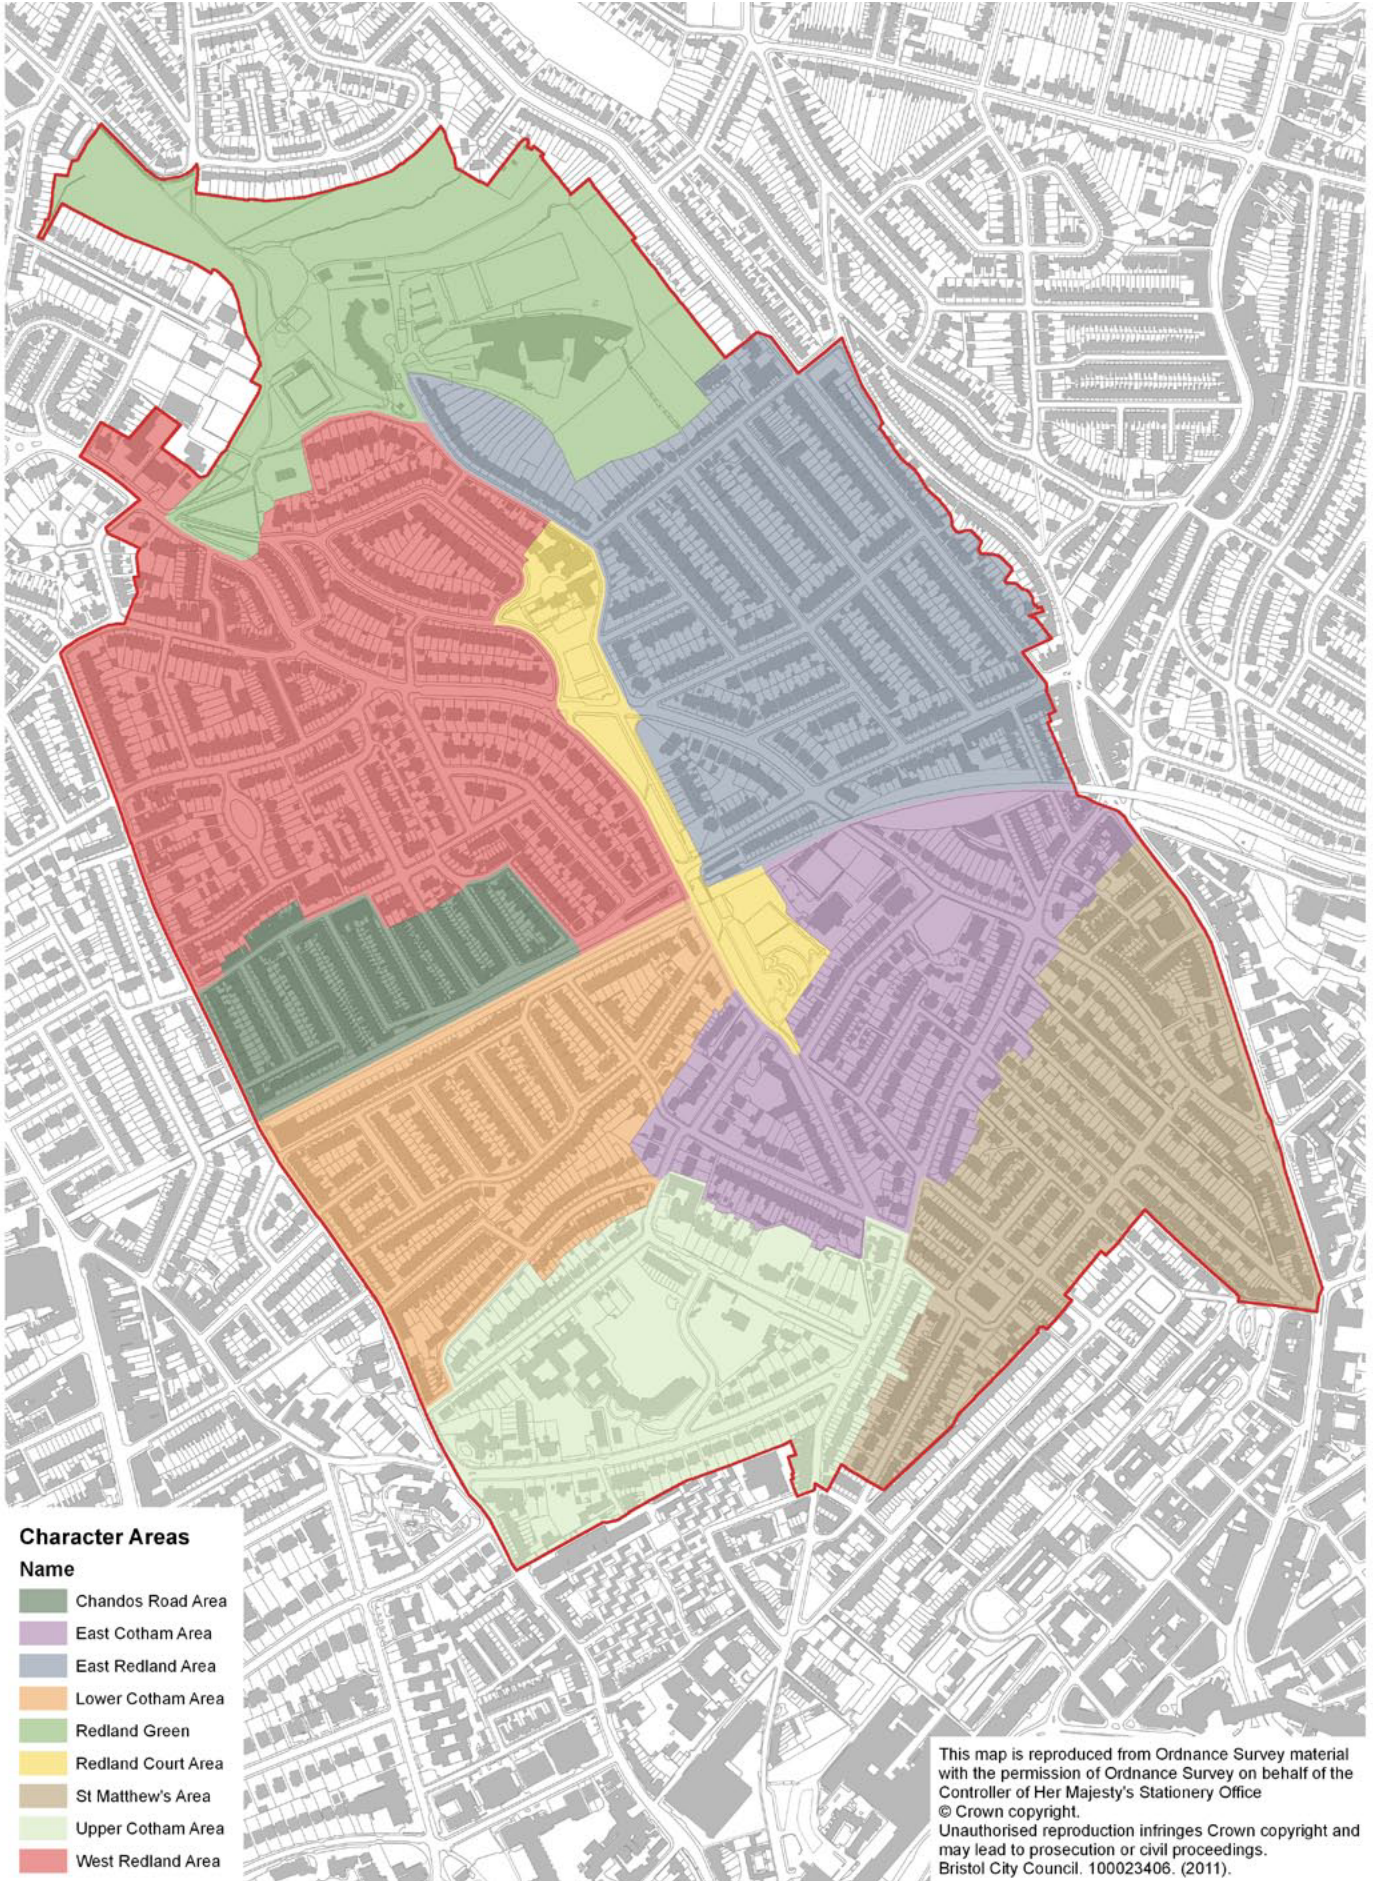 Character Areas
Name
Chandos Road Area
East Cotham Area
East Redland Area
Lower Cotham Area
Redland Green
Redland Court Area
St Matthew's Area
Upper Cotham Area
West Redland Area
This map is reproduced from Ordnance Survey material
with the permission of Ordnance Survey on behalf of the
Controller of Her Majesty's Stationery Office
© Crown copyright.
Unauthorised reproduction infringes Crown copyright and
may lead to prosecution or civil proceedings.
Bristol City Council. 100023406. (2011).